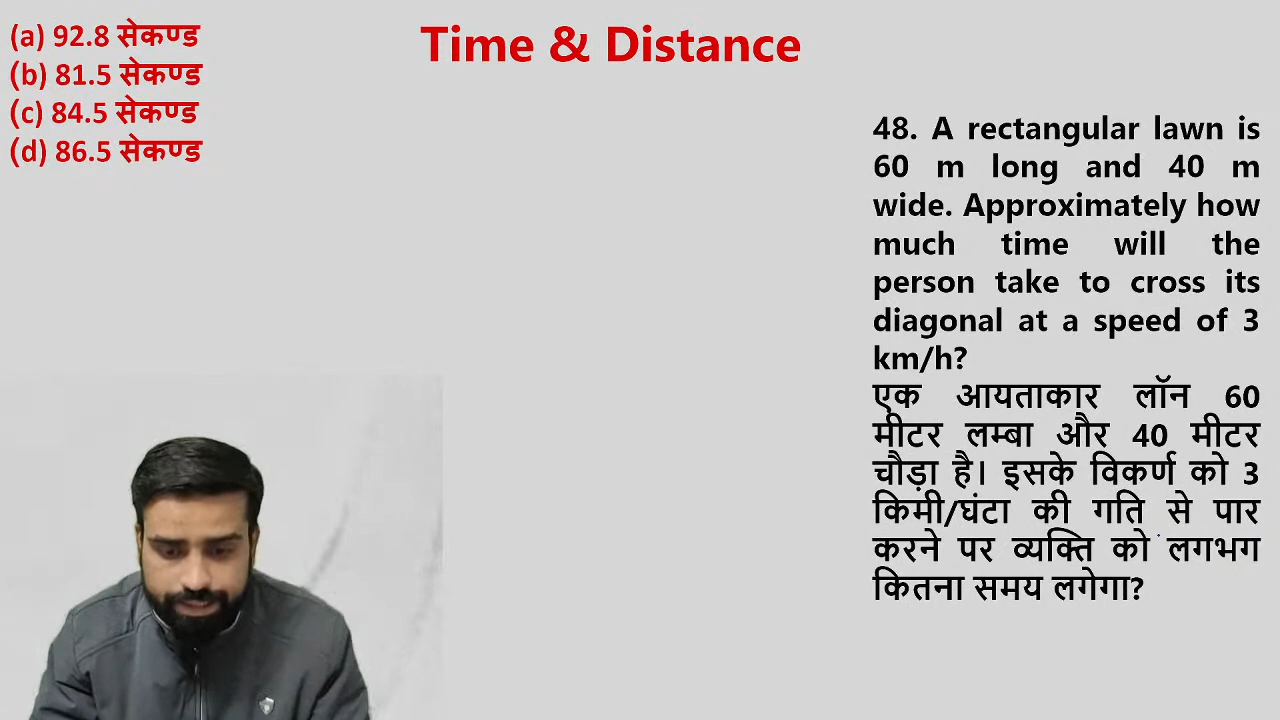 (a) 92.8 सेकण्ड
(b) 81.5 सेकण्ड
(c) 84.5 सेकण्ड
(d) 86.5 सेकण्ड
Time & Distance
48. A rectangular lawn is
60 m long and 40 m
wide. Approximately how
much time will the
person take to cross its
diagonal at a speed of 3
km/h?
एक आयताकार लॉन 60
मीटर लम्बा और 40 मीटर
चौड़ा है। इसके विकर्ण को 3
किमी/घंटा की गति से पार
करने पर व्यक्ति को लगभग
कितना समय लगेगा?